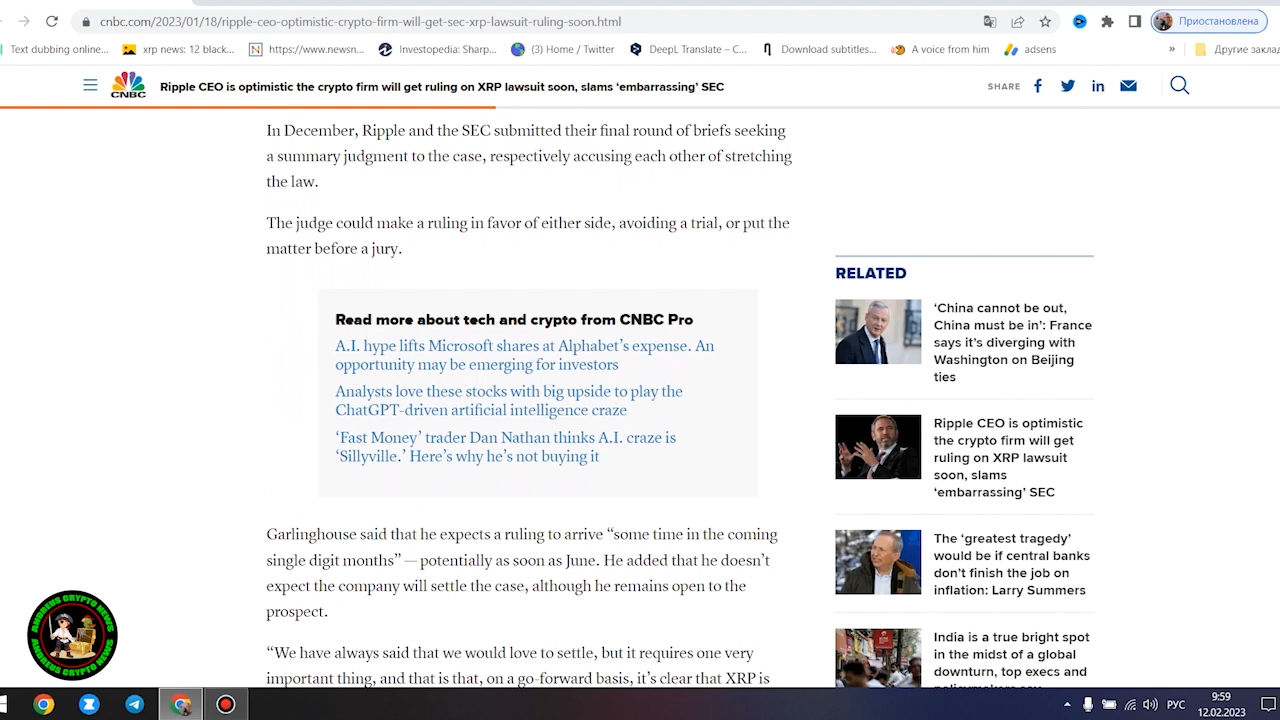 cnbc.com/2023/01/18/ripple-ceo-optimistic-crypto-firm-will-get-sec-xrp-lawsuit-ruling-soon.html
Приостановлена
Text dubbing online...
xrp news: 12 black...
https://www.newsn...
Investopedia: Sharp...
(3) Home / Twitter
DeepL Translate – C...
Download subtitles...
A voice from him
adsens
»
Другие закла
CNBC
Ripple CEO is optimistic the crypto firm will get ruling on XRP lawsuit soon, slams ‘embarrassing’ SEC
SHARE
In December, Ripple and the SEC submitted their final round of briefs seeking
a summary judgment to the case, respectively accusing each other of stretching
the law.
The judge could make a ruling in favor of either side, avoiding a trial, or put the
matter before a jury.
Read more about tech and crypto from CNBC Pro
A.I. hype lifts Microsoft shares at Alphabet’s expense. An
opportunity may be emerging for investors
Analysts love these stocks with big upside to play the
ChatGPT-driven artificial intelligence craze
‘Fast Money’ trader Dan Nathan thinks A.I. craze is
‘Sillyville.’ Here’s why he’s not buying it
Garlinghouse said that he expects a ruling to arrive “some time in the coming
single digit months” — potentially as soon as June. He added that he doesn’t
expect the company will settle the case, although he remains open to the
prospect.
“We have always said that we would love to settle, but it requires one very
important thing, and that is that, on a go-forward basis, it’s clear that XRP is
RELATED
‘China cannot be out,
China must be in’: France
says it’s diverging with
Washington on Beijing
ties
Ripple CEO is optimistic
the crypto firm will get
ruling on XRP lawsuit
soon, slams
‘embarrassing’ SEC
The ‘greatest tragedy’
would be if central banks
don’t finish the job on
inflation: Larry Summers
India is a true bright spot
in the midst of a global
downturn, top execs and
ANDREUS CRYPTO NEWS
ANDREUS CRYPTO NEWS
РУС
9:59
12.02.2023